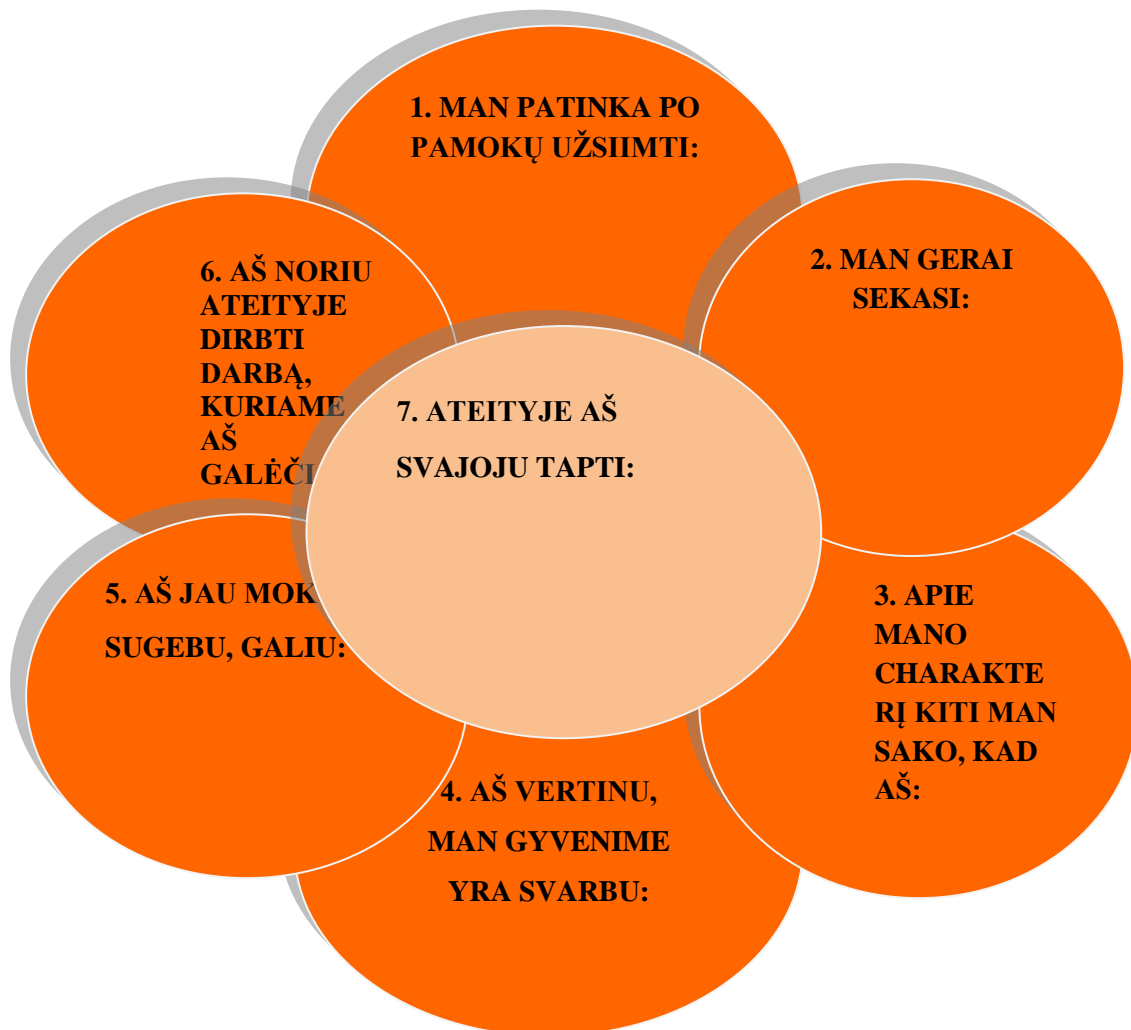 1. MAN PATINKA PO
PAMOKŲ UŽSIIMTI:
2. MAN GERAI
SEKASI:
3. APIE
MANO
CHARAKTE
RĮ KITI MAN
SAKO, KAD
AŠ:
4. AŠ VERTINU,
MAN GYVENIME
YRA SVARBU:
5. AŠ JAU MOK
SUGEBU, GALIU:
6. AŠ NORIU
ATEITYJE
DIRBTI
DARBĄ,
KURIAME
AŠ
GALĖČI
7. ATEITYJE AŠ
SVAJOJU TAPTI: